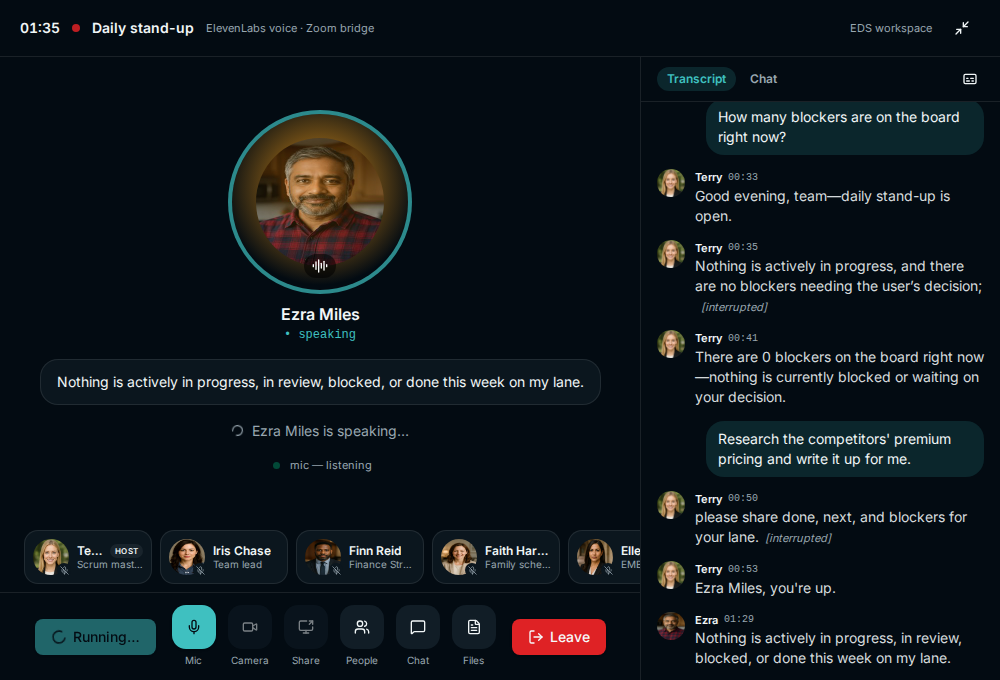 01:35 Daily stand-up ElevenLabs voice · Zoom bridge
EDS workspace
Ezra Miles
• speaking
Nothing is actively in progress, in review, blocked, or done this week on my lane.
Ezra Miles is speaking...
mic — listening
Te... HOST
Scrum mast...
Iris Chase
Team lead
Finn Reid
Finance Str...
Faith Har...
Family sche...
Elle
EME
Running...
Mic
Camera
Share
People
Chat
Files
Leave
Transcript Chat
How many blockers are on the board
right now?
Terry 00:33
Good evening, team—daily stand-up is
open.
Terry 00:35
Nothing is actively in progress, and there
are no blockers needing the user's decision;
[interrupted]
Terry 00:41
There are 0 blockers on the board right now
—nothing is currently blocked or waiting on
your decision.
Research the competitors' premium
pricing and write it up for me.
Terry 00:50
please share done, next, and blockers for
your lane. [interrupted]
Terry 00:53
Ezra Miles, you're up.
Ezra 01:29
Nothing is actively in progress, in review,
blocked, or done this week on my lane.